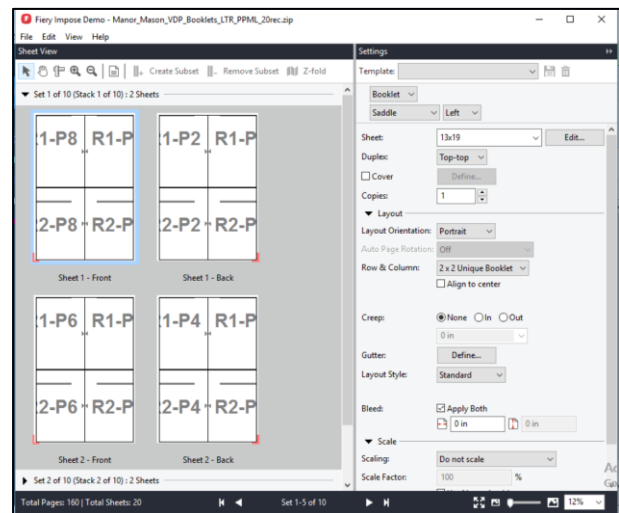 Fiery Impose Demo - Manor_Mason_VDP_Booklets_LTR_PPML_20rec.zip
File Edit View Help
Sheet View
Create Subset Remove Subset Z-fold
Set 1 of 10 (Stack 1 of 10) : 2 Sheets
1-P8 R1-P
2-P8 R2-P
Sheet 1 - Front
1-P2 R1-P
2-P2 R2-P
Sheet 1 - Back
1-P6 R1-P
2-P6 R2-P
Sheet 2 - Front
1-P4 R1-P
2-P4 R2-P
Sheet 2 - Back
Set 2 of 10 (Stack 2 of 10) : 2 Sheets
Settings
Template:
Booklet
Saddle Left
Sheet: 13x19 Edit...
Duplex: Top-top
Cover Define...
Copies: 1
Layout
Layout Orientation: Portrait
Auto Page Rotation: Off
Row & Column: 2 x 2 Unique Booklet
Align to center
Creep: None In Out
0 in
Gutter: Define...
Layout Style: Standard
Bleed: Apply Both
0 in 0 in
Scale
Scaling: Do not scale
Scale Factor: 100 %
Total Pages: 160 | Total Sheets: 20 Set 1-5 of 10 12%